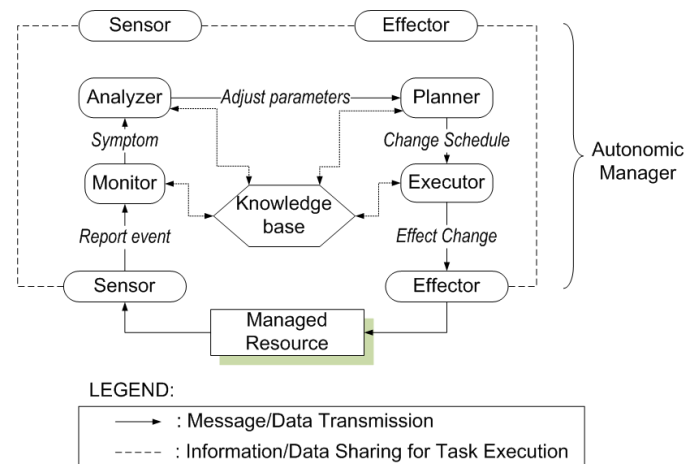 Sensor
Effector
Analyzer
Adjust parameters
Planner
Symptom
Change Schedule
Autonomic
Manager
Monitor
Knowledge
base
Executor
Report event
Effect Change
Sensor
Effector
Managed
Resource
LEGEND:
: Message/Data Transmission
: Information/Data Sharing for Task Execution